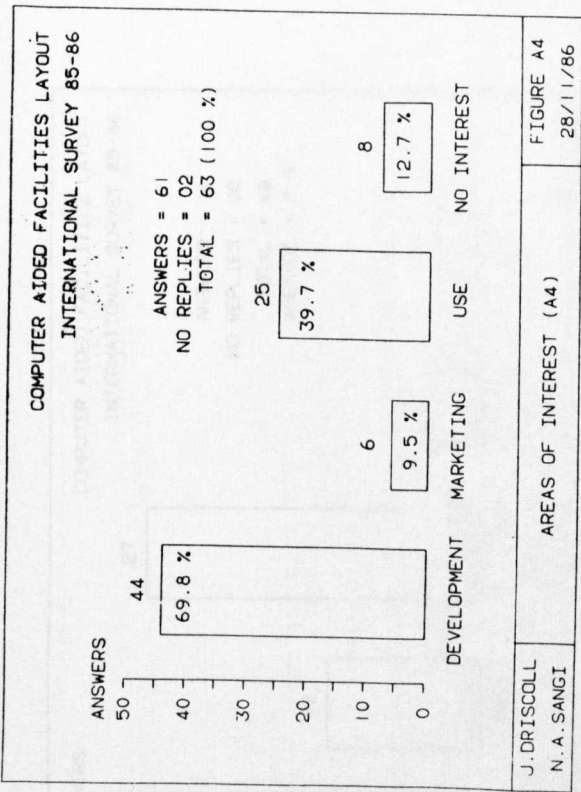 COMPUTER AIDED FACILITIES LAYOUT
INTERNATIONAL SURVEY 85-86
ANSWERS
ANSWERS = 61
NO REPLIES = 02
TOTAL = 63 (100 %)
50
40
30
20
10
0
44
69.8 %
6
9.5 %
25
39.7 %
8
12.7 %
DEVELOPMENT MARKETING USE NO INTEREST
J. DRISCOLL
N. A. SANGI
AREAS OF INTEREST (A4)
FIGURE A4
28/11/86